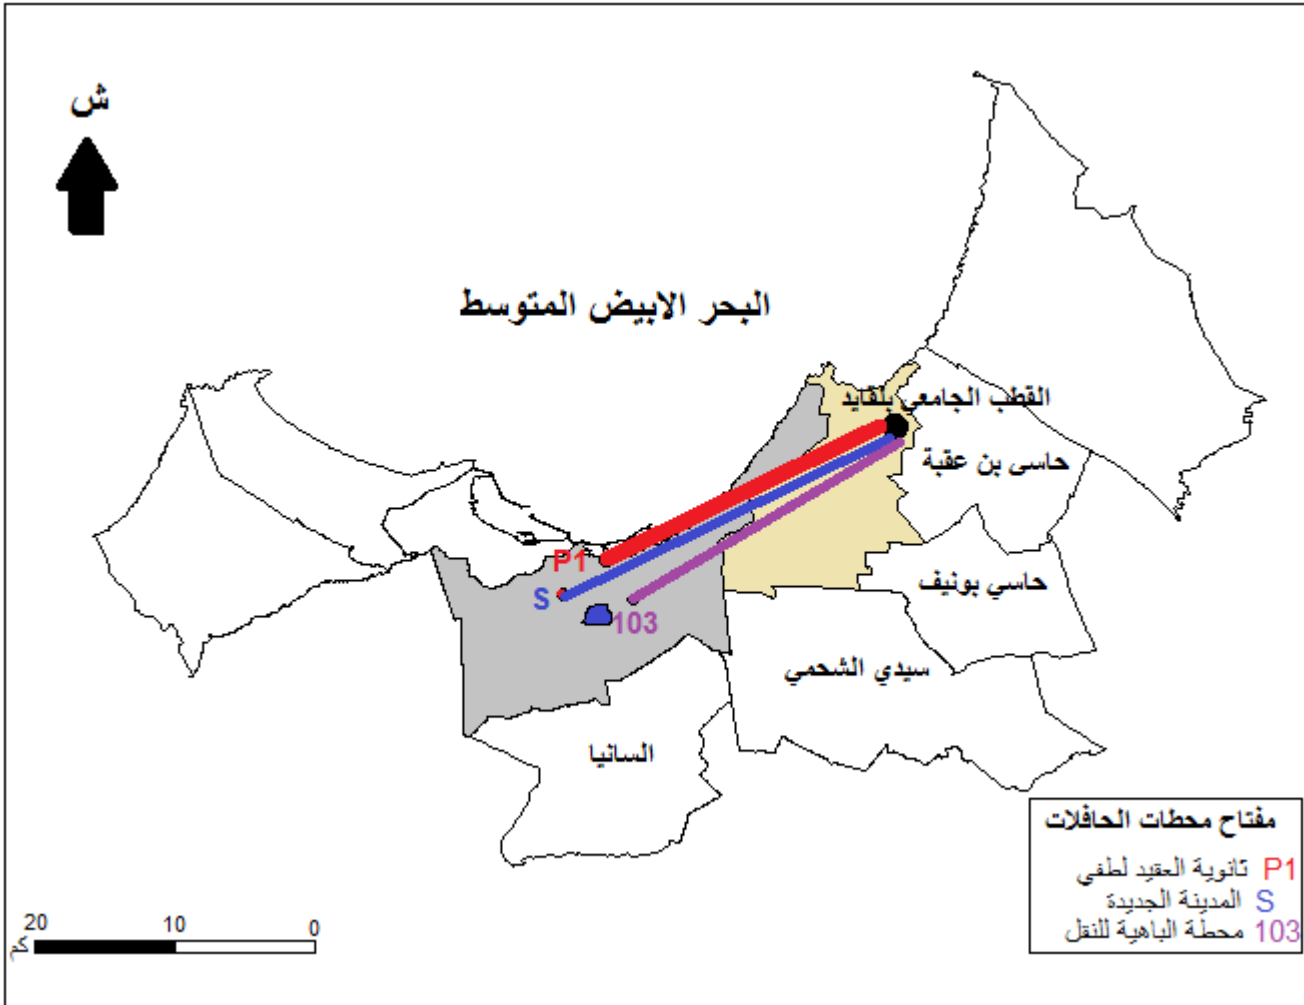 ش
البحر الابيض المتوسط
القطب الجامعي بلقايد
حاسي بن عقبة
P1
حاسي بونيف
S
103
سيدي الشحمي
السانيا
مفتاح محطات الحافلات
P1 ثانوية العقيد لطفي
S المدينة الجديدة
103 محطة الباهية للنقل
20 10 0
كم